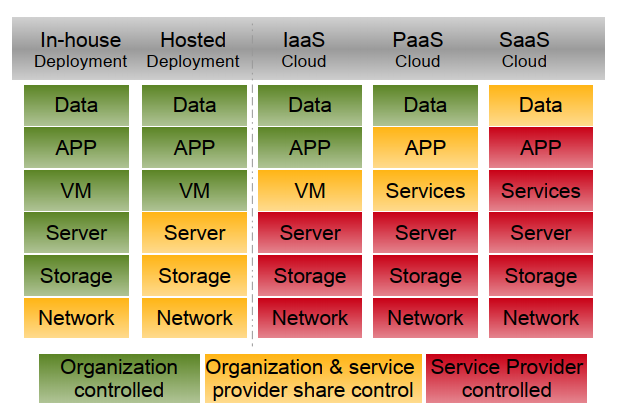 In-house Hosted IaaS PaaS SaaS
Deployment Deployment Cloud Cloud Cloud
Data Data Data Data Data
APP APP APP APP APP
VM VM VM Services Services
Server Server Server Server Server
Storage Storage Storage Storage Storage
Network Network Network Network Network
Organization Organization & service Service Provider
controlled provider share control controlled